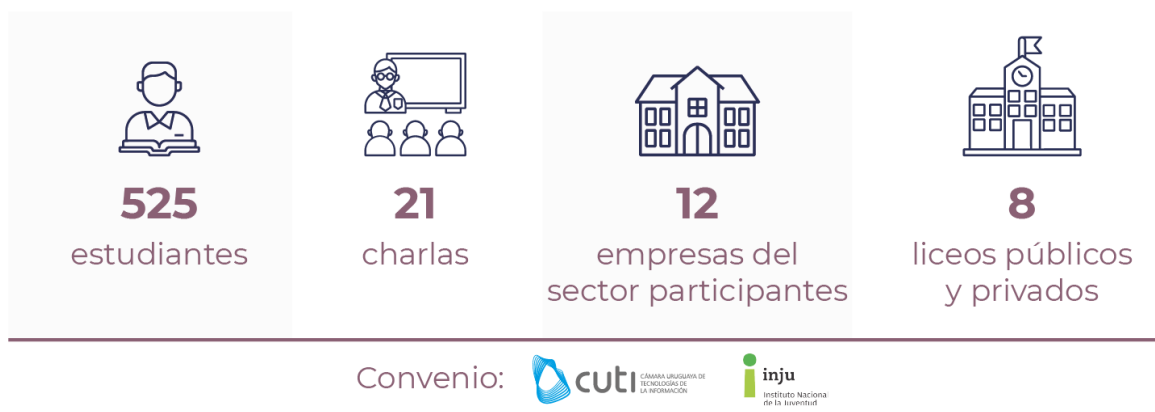 525
estudiantes
21
charlas
12
empresas del
sector participantes
8
liceos públicos
y privados
Convenio:
cuti
CÁMARA URUGUAYA DE
TECNOLOGÍAS DE
LA INFORMACIÓN
inju
Instituto Nacional
de la Juventud